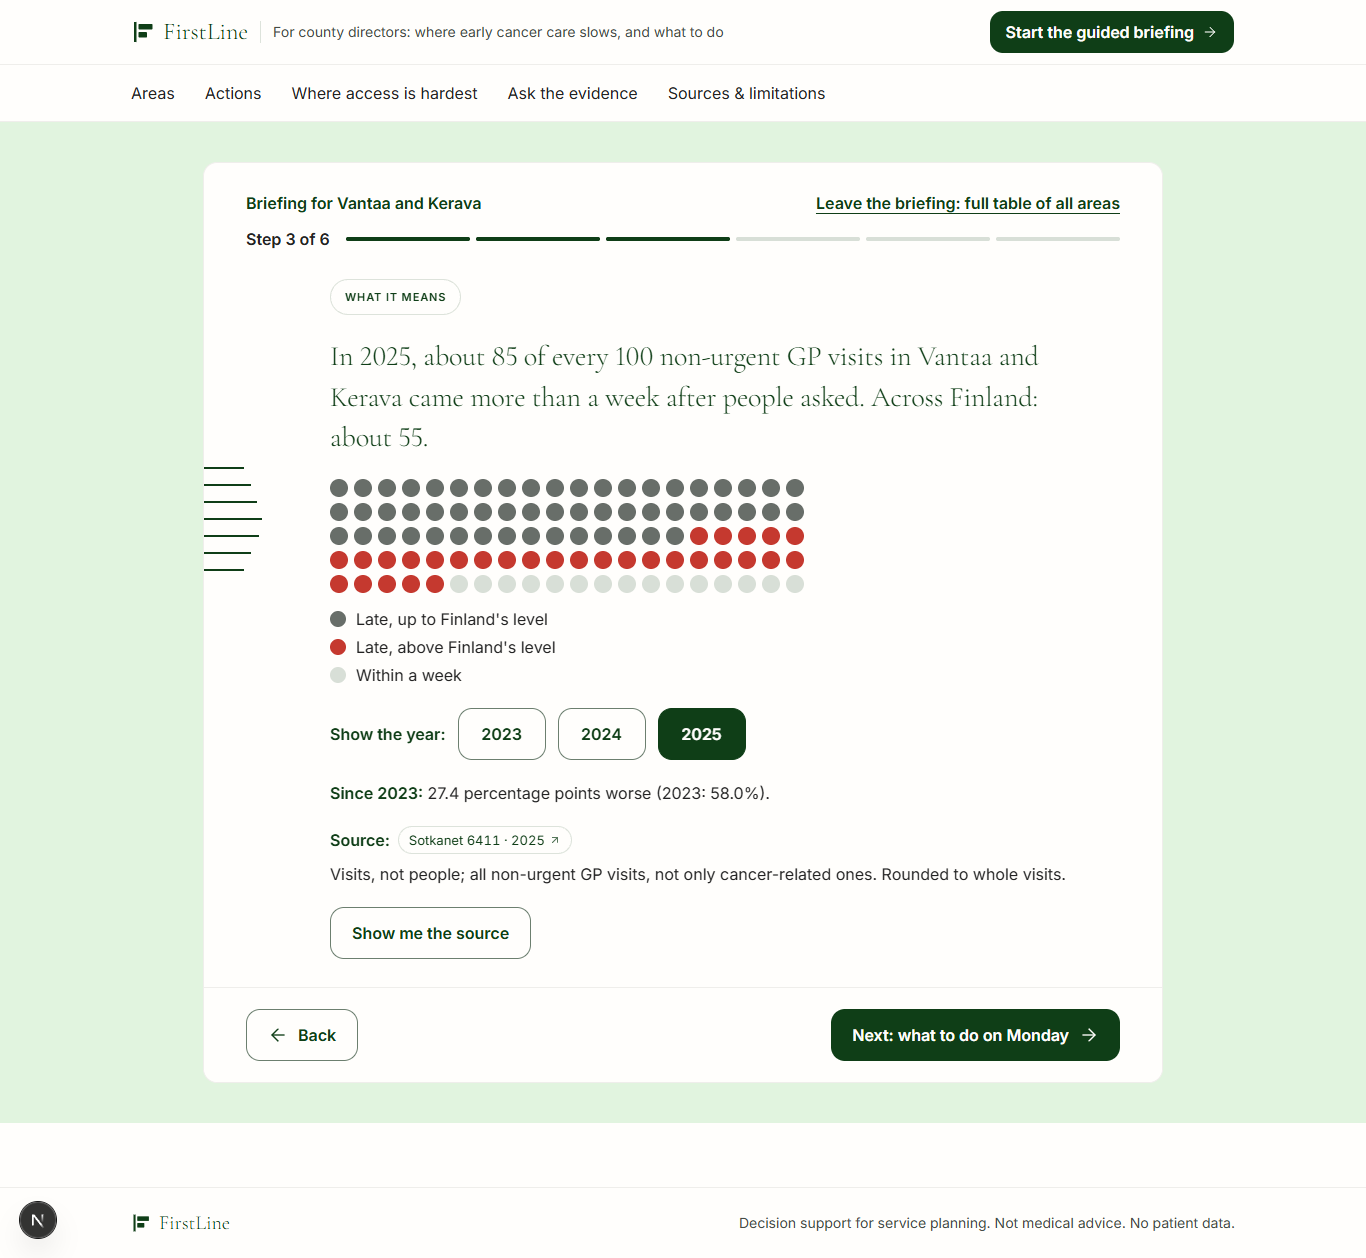 FirstLine
For county directors: where early cancer care slows, and what to do
Start the guided briefing
Areas
Actions
Where access is hardest
Ask the evidence
Sources & limitations
Briefing for Vantaa and Kerava
Leave the briefing: full table of all areas
Step 3 of 6
WHAT IT MEANS
In 2025, about 85 of every 100 non-urgent GP visits in Vantaa and
Kerava came more than a week after people asked. Across Finland:
about 55.
Late, up to Finland's level
Late, above Finland's level
Within a week
Show the year:
2023
2024
2025
Since 2023: 27.4 percentage points worse (2023: 58.0%).
Source:
Sotkanet 6411 · 2025
Visits, not people; all non-urgent GP visits, not only cancer-related ones. Rounded to whole visits.
Show me the source
Back
Next: what to do on Monday
N
FirstLine
Decision support for service planning. Not medical advice. No patient data.